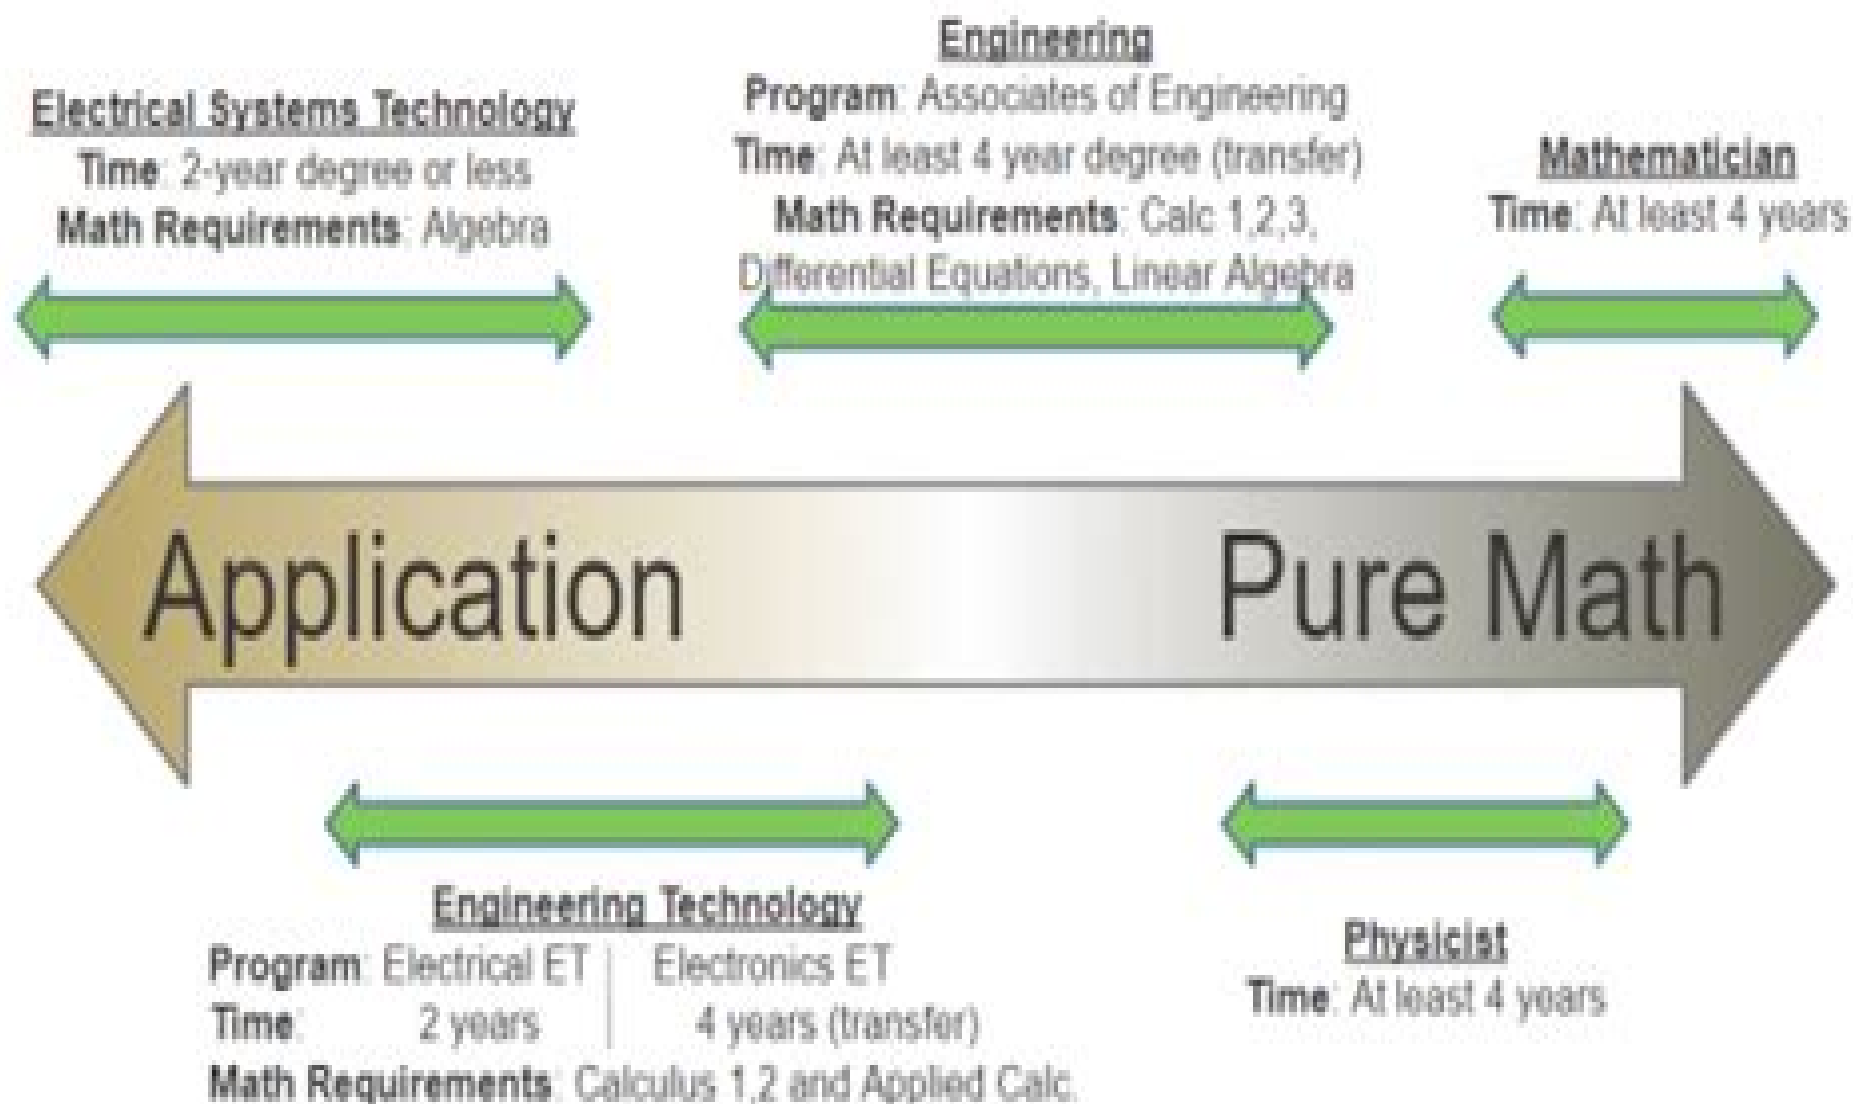 Electrical Systems Technology
Time: 2-year degree or less
Math Requirements: Algebra
Engineering
Program: Associates of Engineering
Time: At least 4 year degree (transfer)
Math Requirements: Calc 1,2,3,
Differential Equations, Linear Algebra
Mathematician
Time: At least 4 years
Application
Pure Math
Engineering Technology
Program: Electrical ET | Electronics ET
Time: 2 years | 4 years (transfer)
Math Requirements: Calculus 1,2 and Applied Calc.
Physicist
Time: At least 4 years